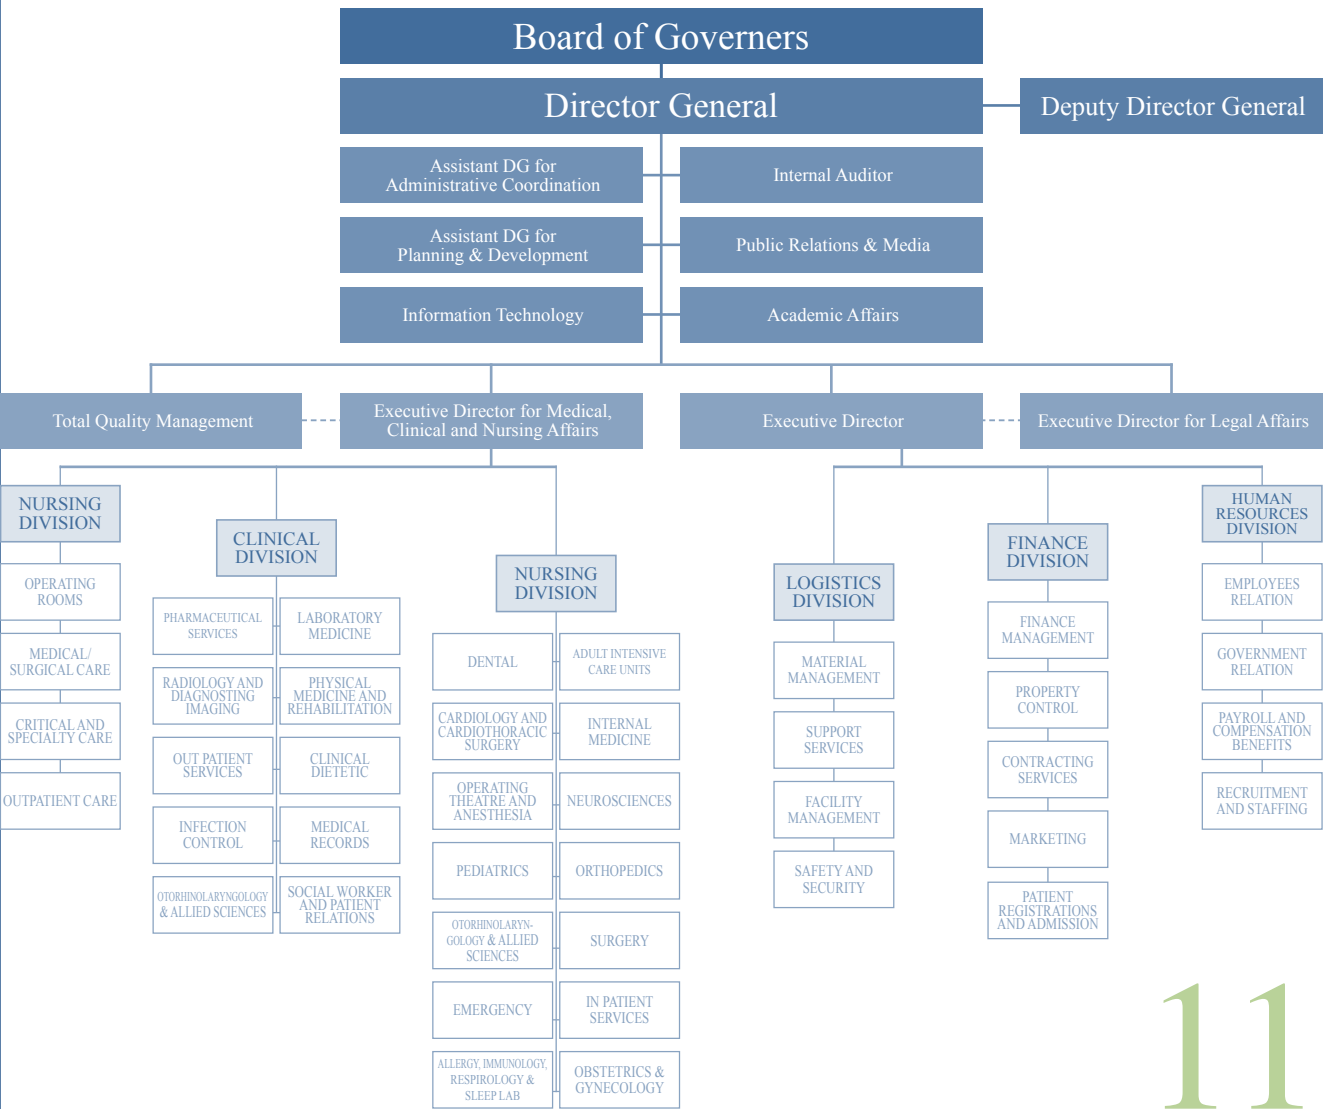 Board of Governers
Director General
Deputy Director General
Assistant DG for
Administrative Coordination
Internal Auditor
Assistant DG for
Planning & Development
Public Relations & Media
Information Technology
Academic Affairs
Total Quality Management
Executive Director for Medical,
Clinical and Nursing Affairs
Executive Director
Executive Director for Legal Affairs
NURSING
DIVISION
OPERATING
ROOMS
MEDICAL/
SURGICAL CARE
CRITICAL AND
SPECIALTY CARE
OUTPATIENT CARE
CLINICAL
DIVISION
PHARMACEUTICAL
SERVICES
LABORATORY
MEDICINE
RADIOLOGY AND
DIAGNOSTING
IMAGING
PHYSICAL
MEDICINE AND
REHABILITATION
OUT PATIENT
SERVICES
CLINICAL
DIETETIC
INFECTION
CONTROL
MEDICAL
RECORDS
OTORHINOLARYNGOLOGY
& ALLIED SCIENCES
SOCIAL WORKER
AND PATIENT
RELATIONS
NURSING
DIVISION
DENTAL
ADULT INTENSIVE
CARE UNITS
CARDIOLOGY AND
CARDIOTHORACIC
SURGERY
INTERNAL
MEDICINE
OPERATING
THEATRE AND
ANESTHESIA
NEUROSCIENCES
PEDIATRICS
ORTHOPEDICS
OTORHINOLARYN-
GOLOGY & ALLIED
SCIENCES
SURGERY
EMERGENCY
IN PATIENT
SERVICES
ALLERGY, IMMUNOLOGY,
RESPIROLOGY &
SLEEP LAB
OBSTETRICS &
GYNECOLOGY
LOGISTICS
DIVISION
MATERIAL
MANAGEMENT
SUPPORT
SERVICES
FACILITY
MANAGEMENT
SAFETY AND
SECURITY
FINANCE
DIVISION
FINANCE
MANAGEMENT
PROPERTY
CONTROL
CONTRACTING
SERVICES
MARKETING
PATIENT
REGISTRATIONS
AND ADMISSION
HUMAN
RESOURCES
DIVISION
EMPLOYEES
RELATION
GOVERNMENT
RELATION
PAYROLL AND
COMPENSATION
BENEFITS
RECRUITMENT
AND STAFFING
11